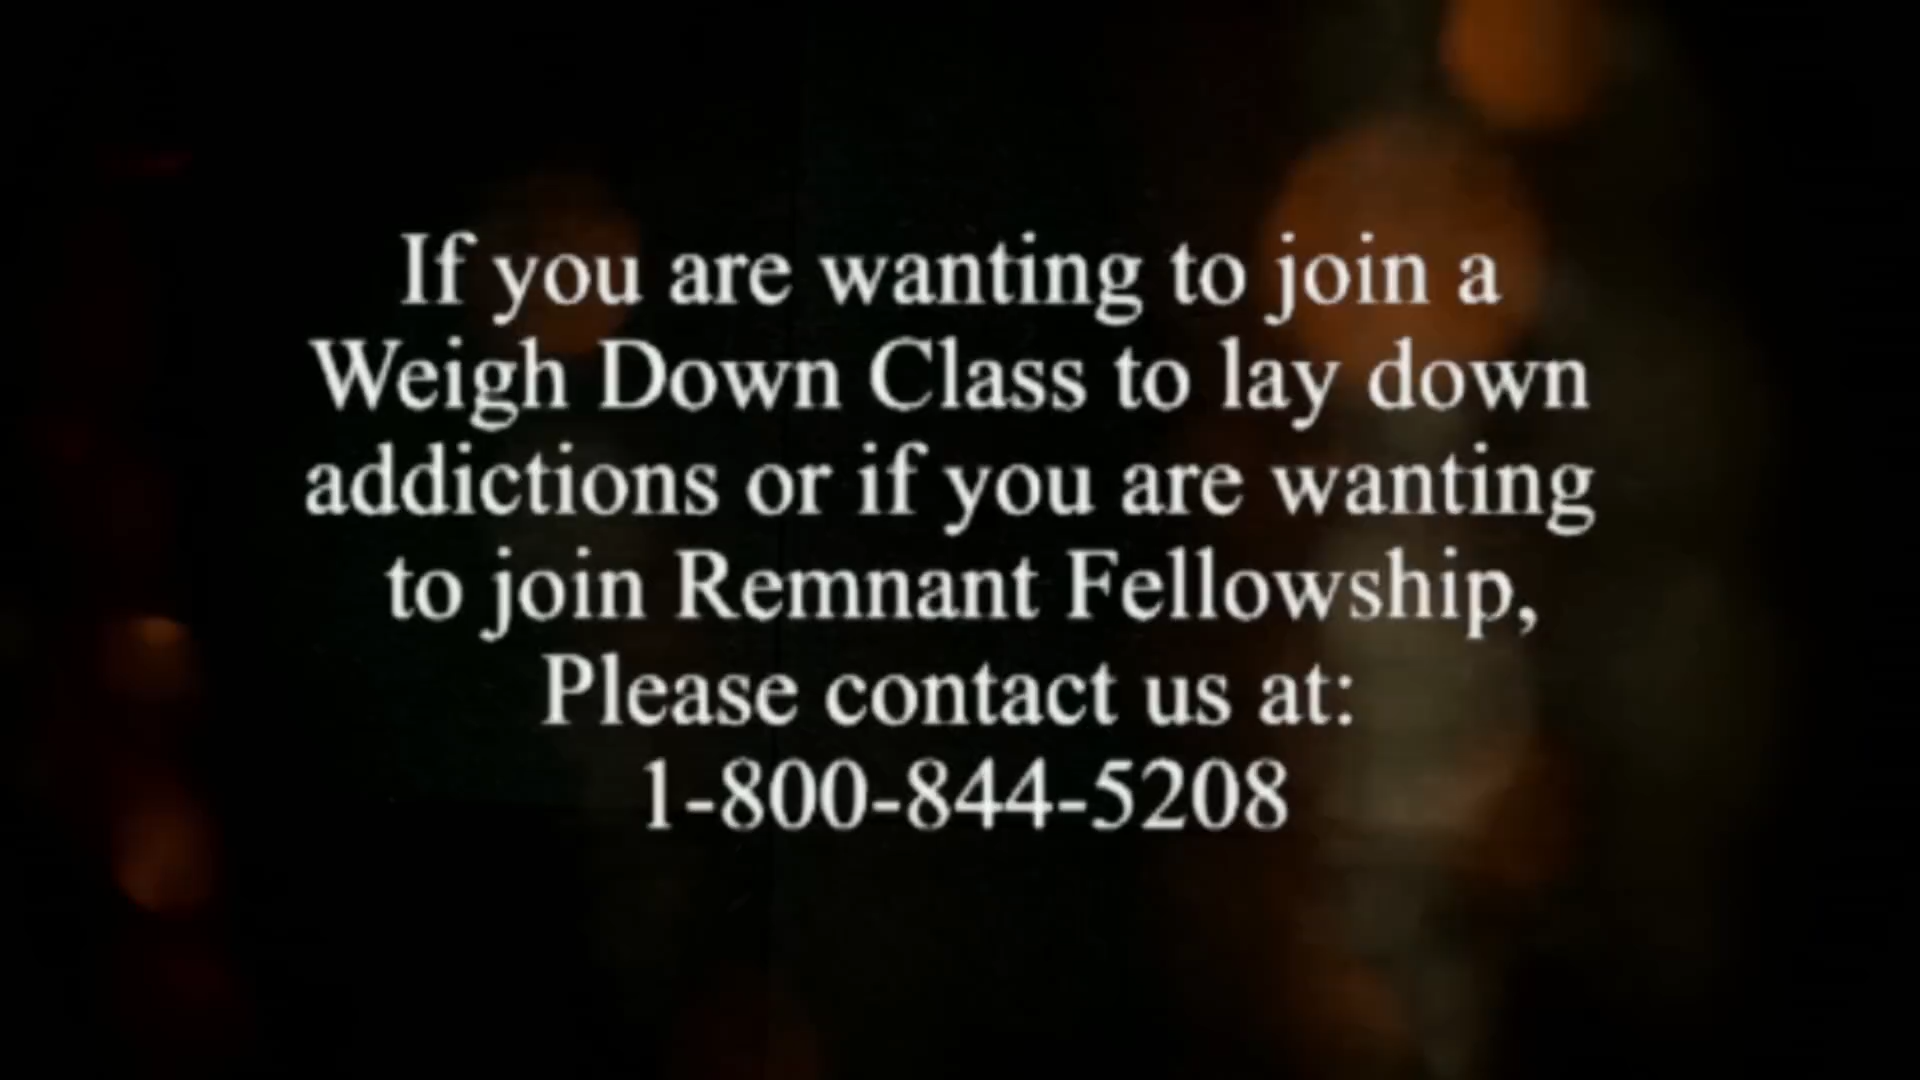 If you are wanting to join a
Weigh Down Class to lay down
addictions or if you are wanting
to join Remnant Fellowship,
Please contact us at:
1-800-844-5208